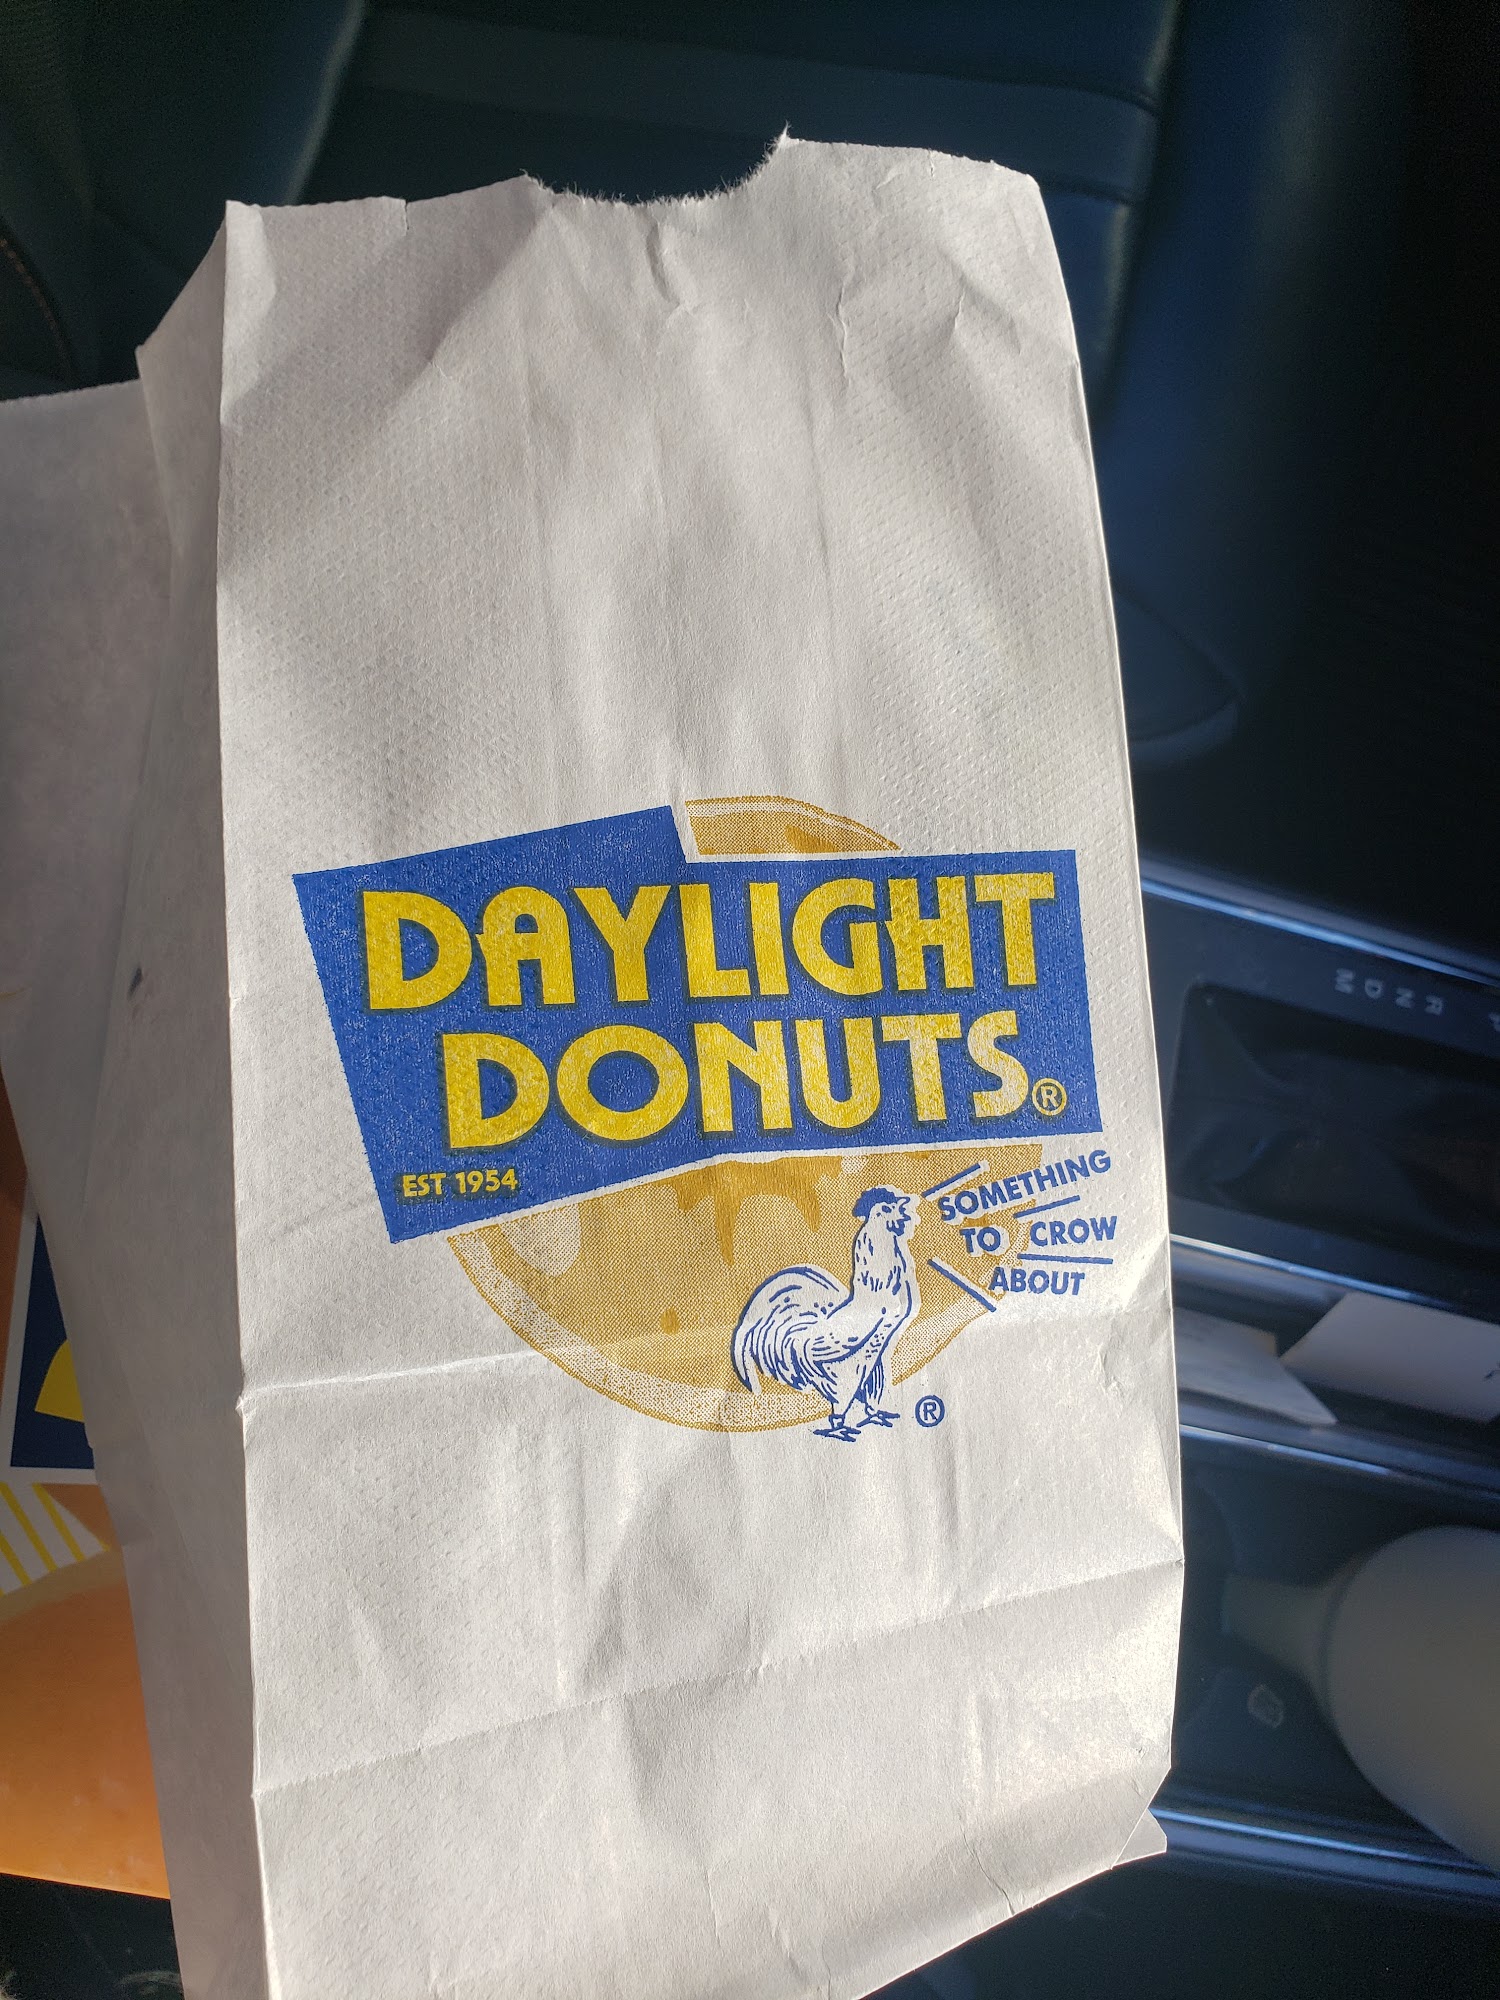 DAYLIGHT
DONUTS®
EST 1954
SOMETHING
TO CROW
ABOUT
®
P R N D M